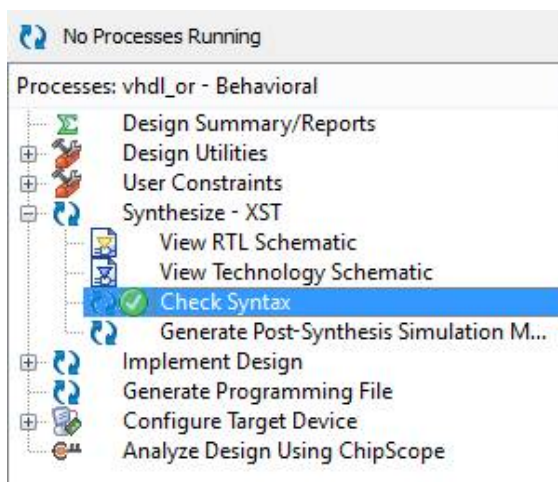 No Processes Running
Processes: vhdl_or - Behavioral
Design Summary/Reports
Design Utilities
User Constraints
Synthesize - XST
View RTL Schematic
View Technology Schematic
Check Syntax
Generate Post-Synthesis Simulation M...
Implement Design
Generate Programming File
Configure Target Device
Analyze Design Using ChipScope